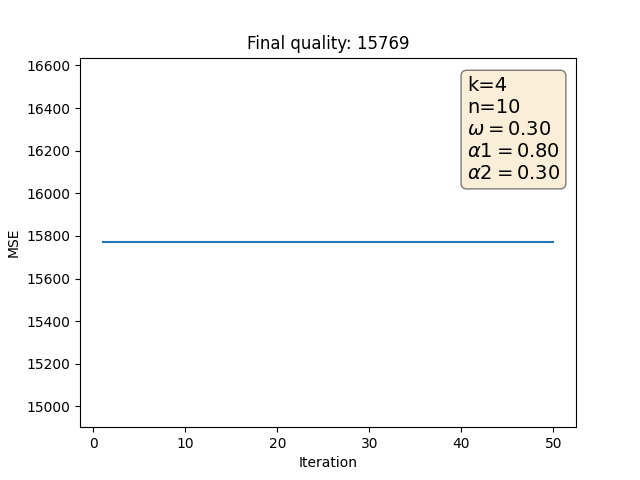 Final quality: 15769
16600
16400
16200
16000
15800
15600
15400
15200
15000
MSE
k=4
n=10
ω = 0.30
α1 = 0.80
α2 = 0.30
0 10 20 30 40 50
Iteration